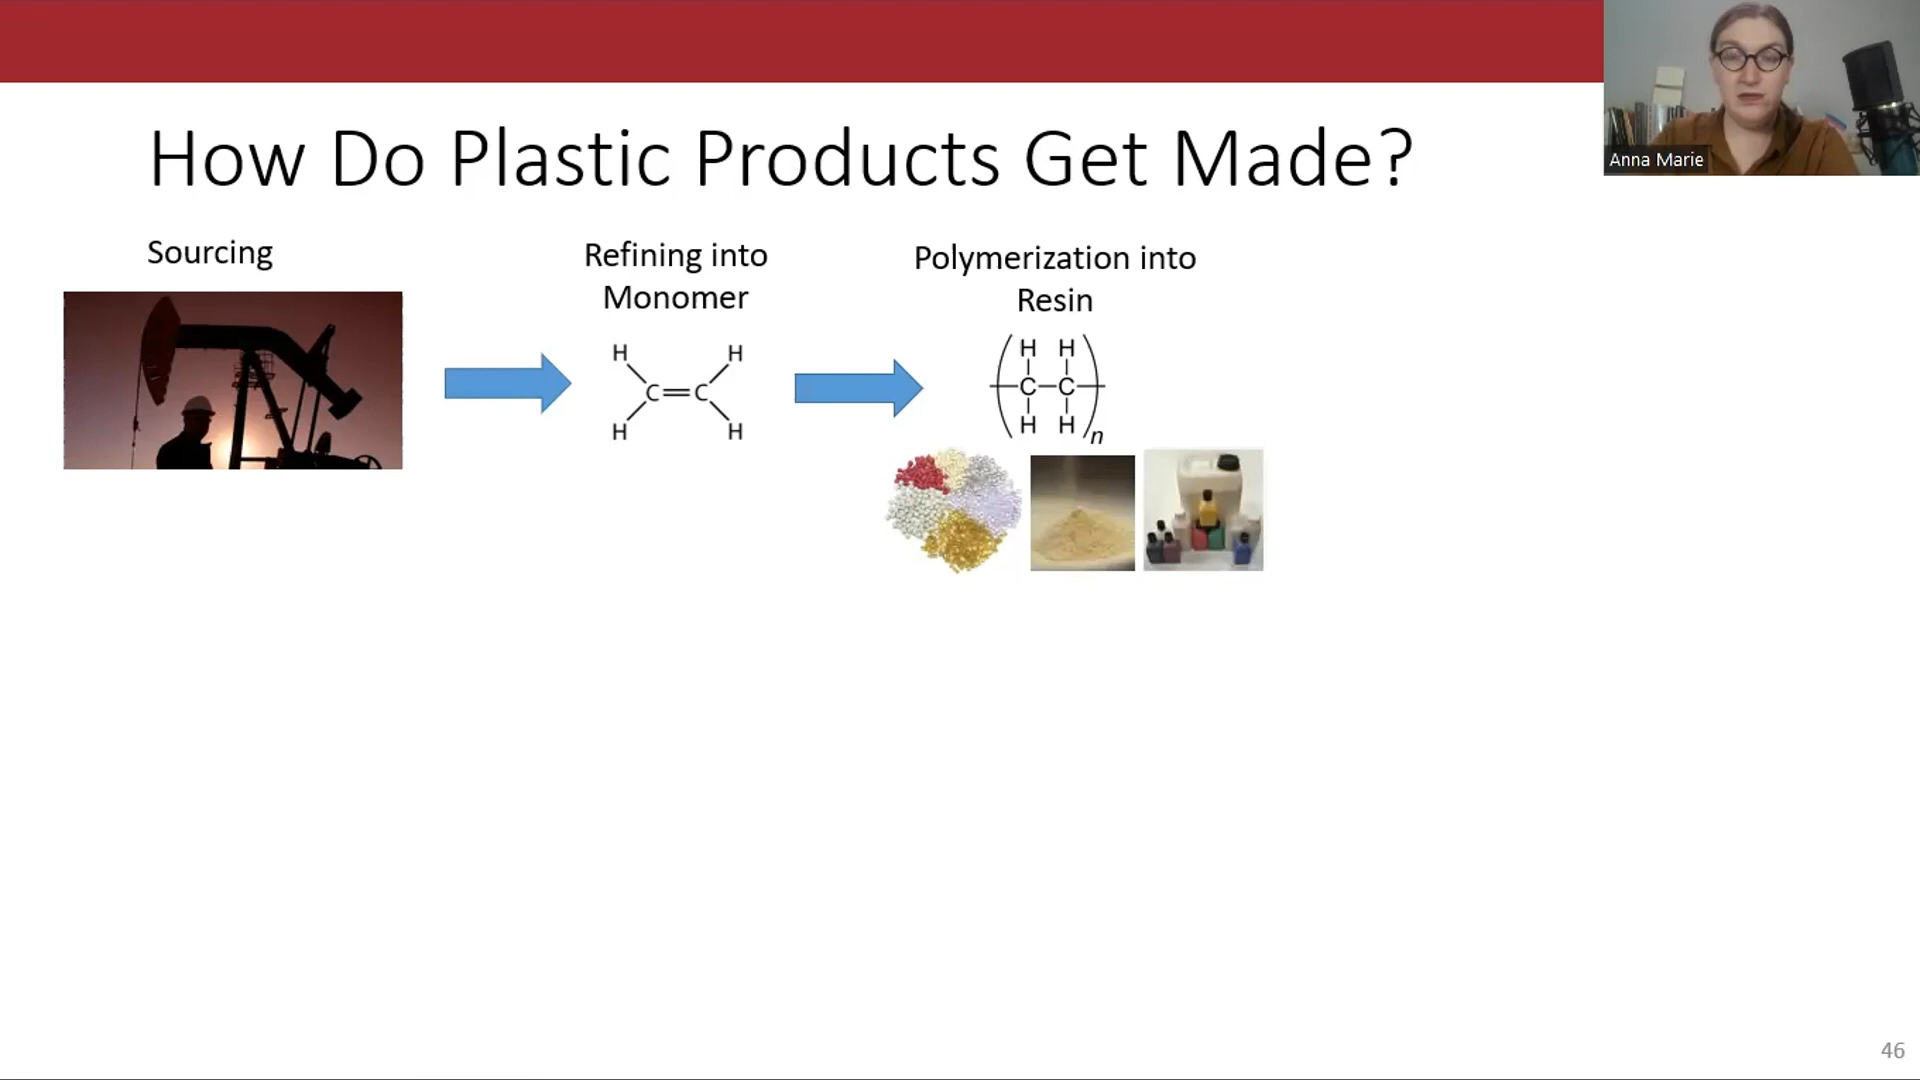 Anna Marie
How Do Plastic Products Get Made?
Sourcing
Refining into
Monomer
Polymerization into
Resin
H H
C=C
H H
H H
C-C
H H
n
46